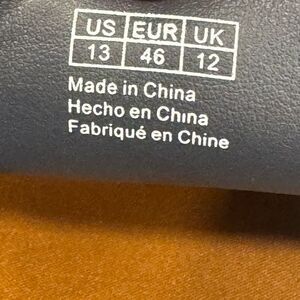 US EUR UK
13 46 12
Made in China
Hecho en China
Fabriqué en Chine